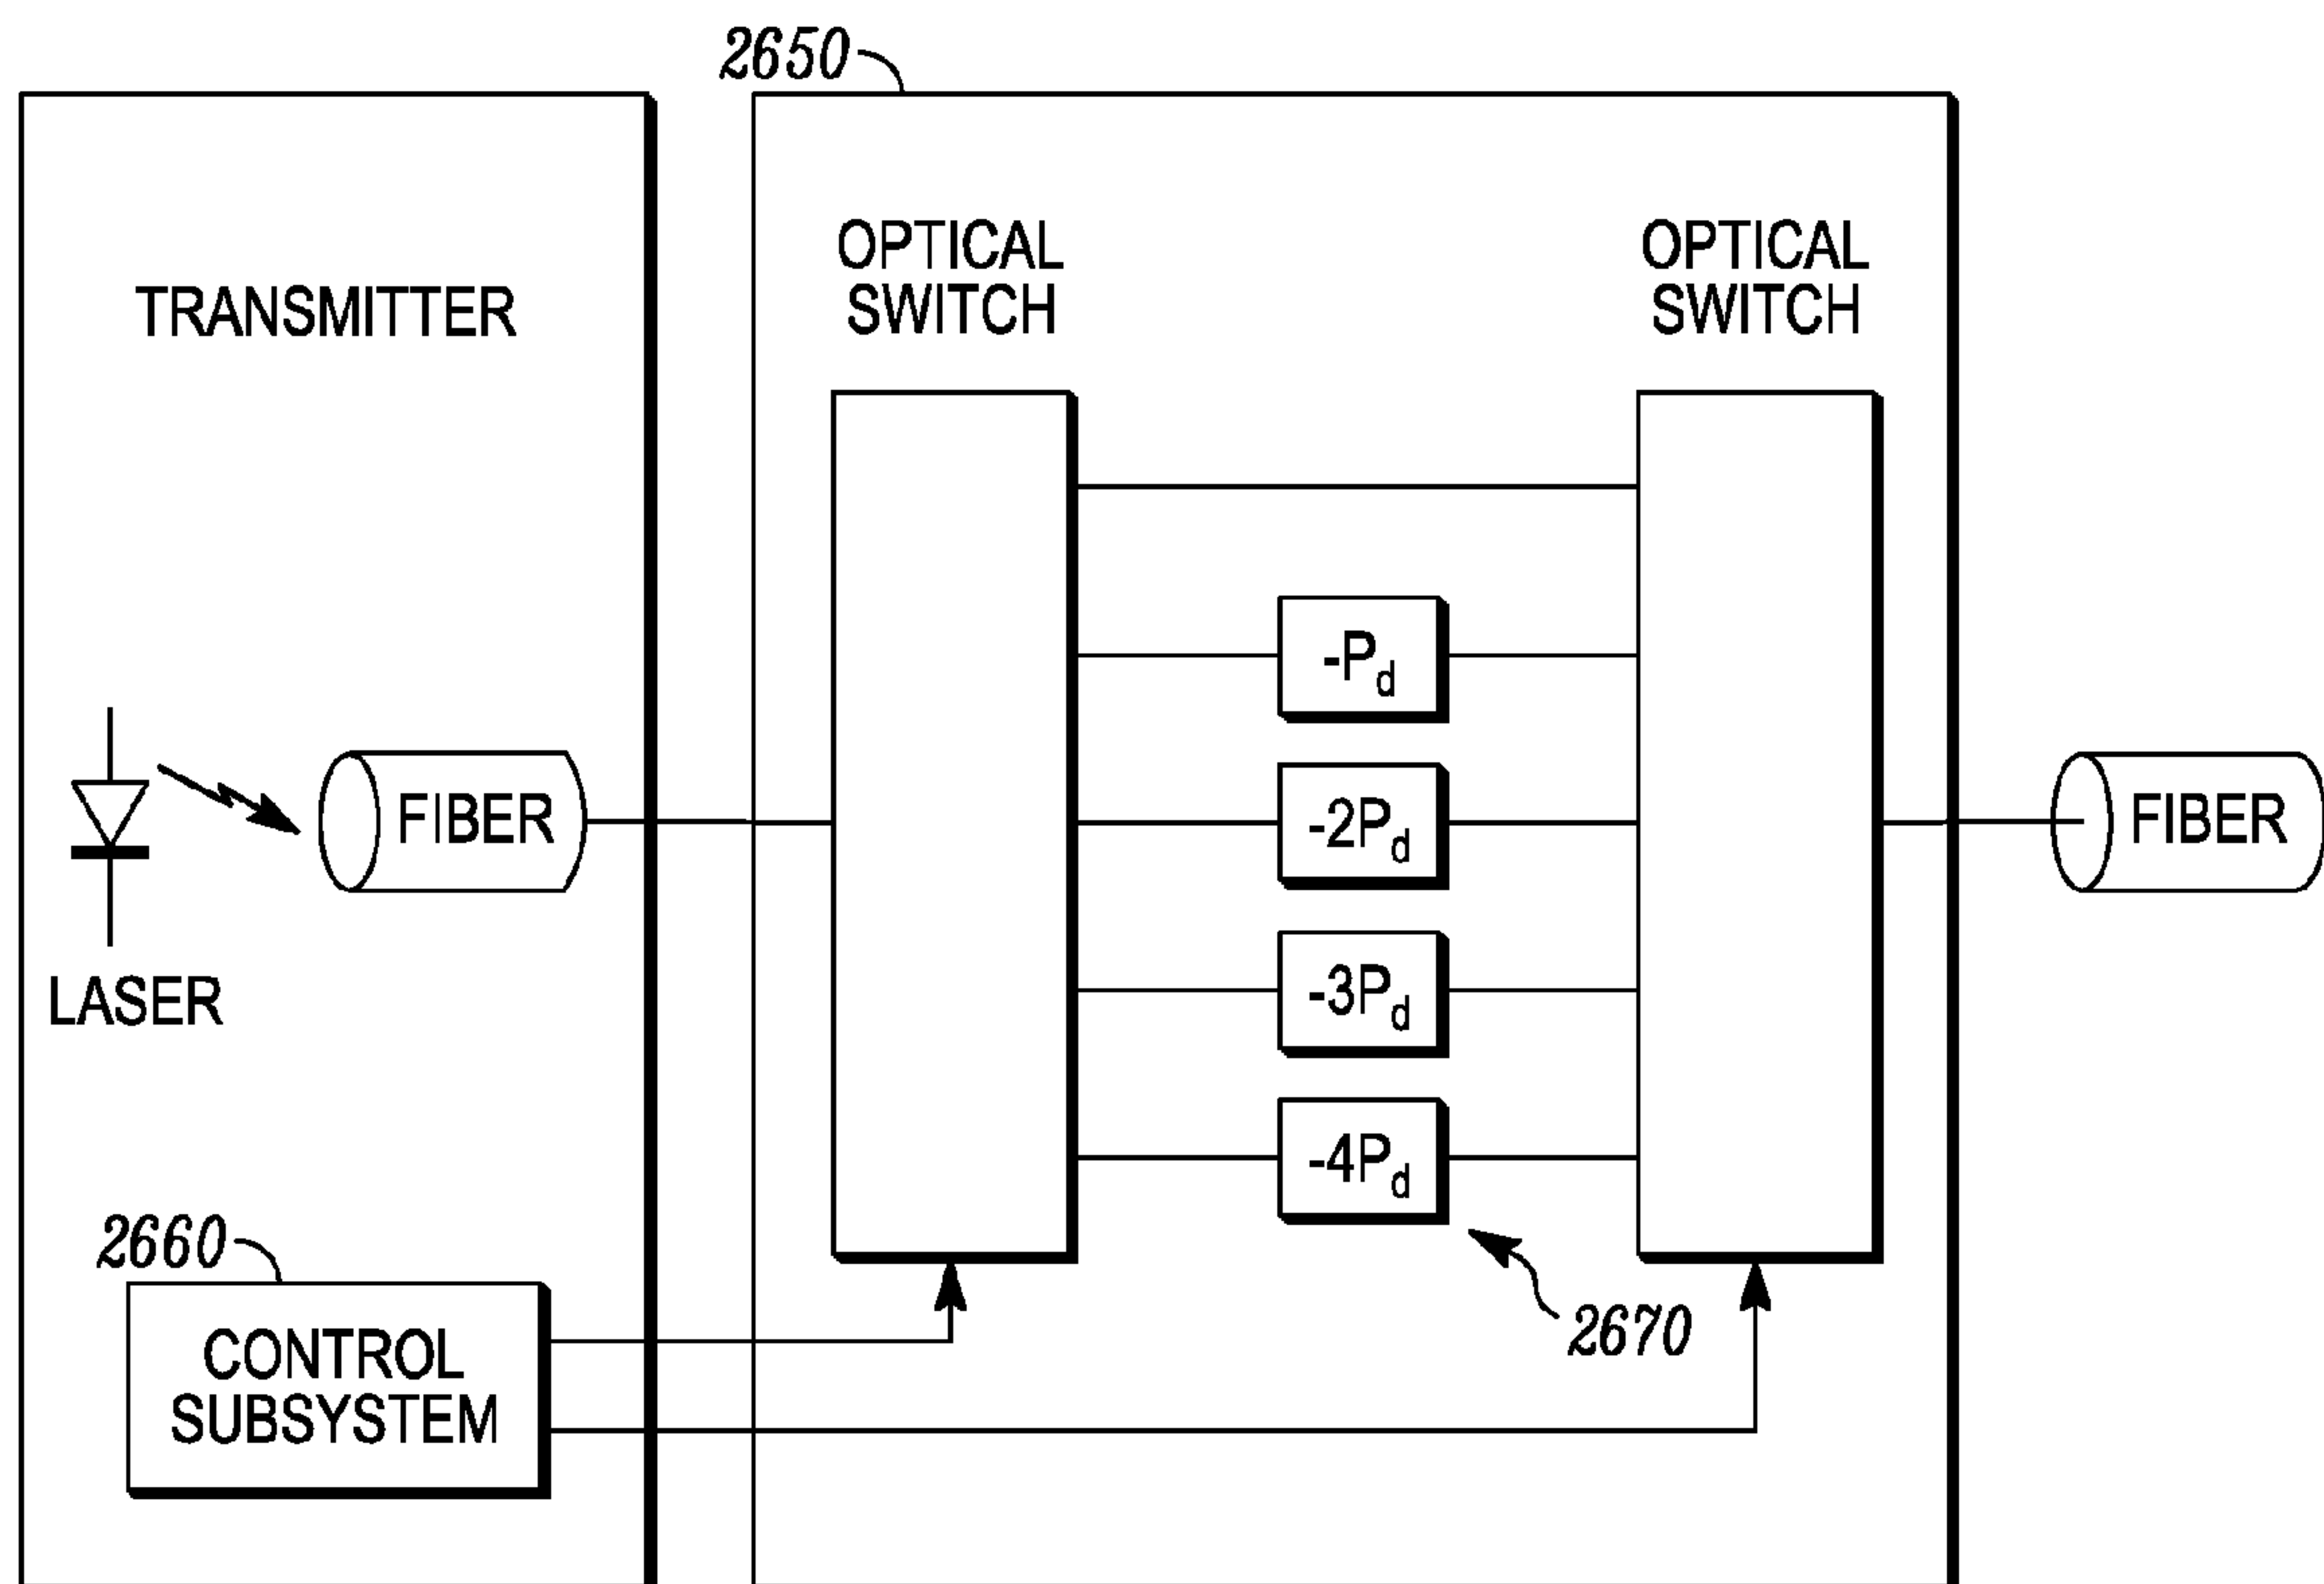 2650
TRANSMITTER
OPTICAL
SWITCH
OPTICAL
SWITCH
-Pd
-2Pd
-3Pd
-4Pd
FIBER
FIBER
LASER
2660
CONTROL
SUBSYSTEM
2670